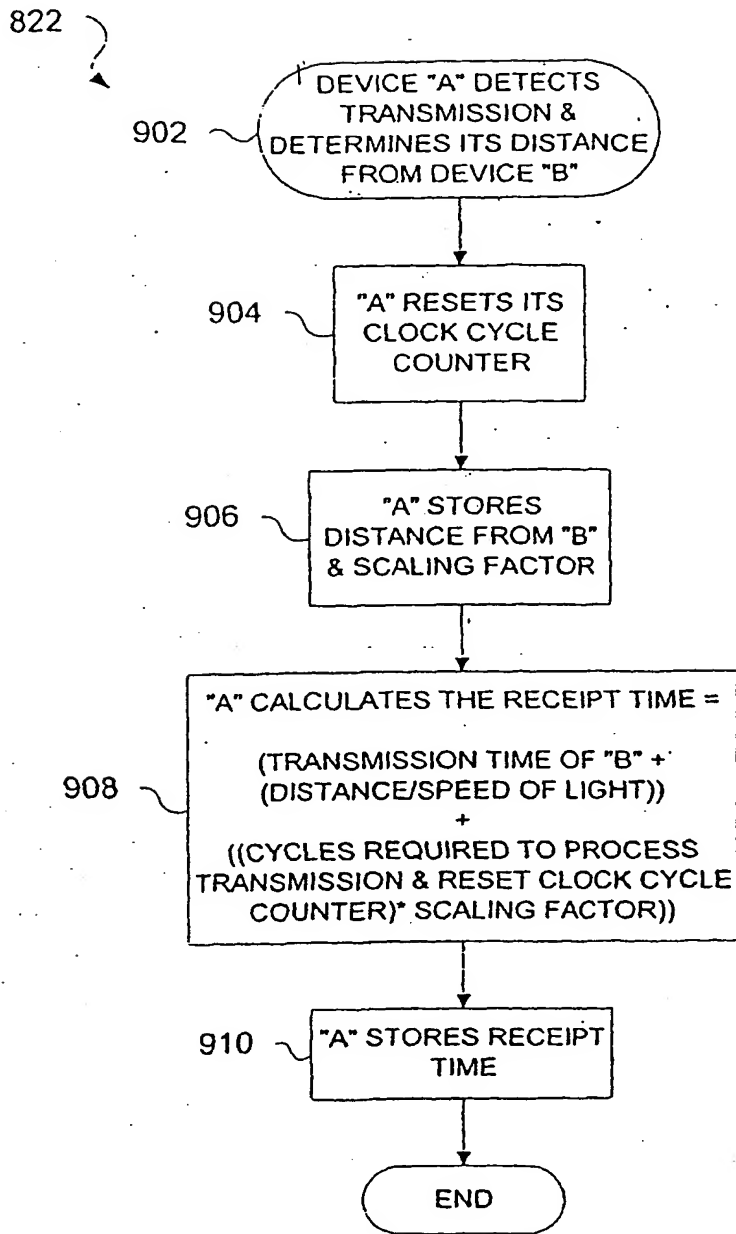 822
902
DEVICE "A" DETECTS
TRANSMISSION &
DETERMINES ITS DISTANCE
FROM DEVICE "B"
904
"A" RESETS ITS
CLOCK CYCLE
COUNTER
906
"A" STORES
DISTANCE FROM "B"
& SCALING FACTOR
908
"A" CALCULATES THE RECEIPT TIME =
(TRANSMISSION TIME OF "B" +
(DISTANCE/SPEED OF LIGHT))
+
((CYCLES REQUIRED TO PROCESS
TRANSMISSION & RESET CLOCK CYCLE
COUNTER)* SCALING FACTOR))
910
"A" STORES RECEIPT
TIME
END